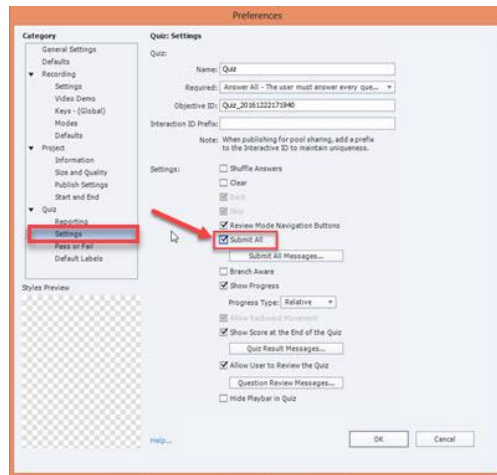 Preferences
Category
General Settings
Defaults
Recording
Settings
Video Demo
Keys - (Global)
Modes
Defaults
Project
Information
Size and Quality
Publish Settings
Start and End
Quiz
Reporting
Settings
Pass or Fail
Default Labels
Styles Preview
Quiz: Settings
Quiz:
Name: Quiz
Required: Answer All - The user must answer every que...
Objective ID: Quiz_20161222171940
Interaction ID Prefix:
Note: When publishing for pool sharing, add a prefix
to the Interactive ID to maintain uniqueness.
Settings:
Shuffle Answers
Clear
Back
Skip
Review Mode Navigation Buttons
Submit All
Submit All Messages...
Branch Aware
Show Progress
Progress Type: Relative
Allow Backward Movement
Show Score at the End of the Quiz
Quiz Result Messages...
Allow User to Review the Quiz
Question Review Messages...
Hide Playbar in Quiz
Help...
OK
Cancel